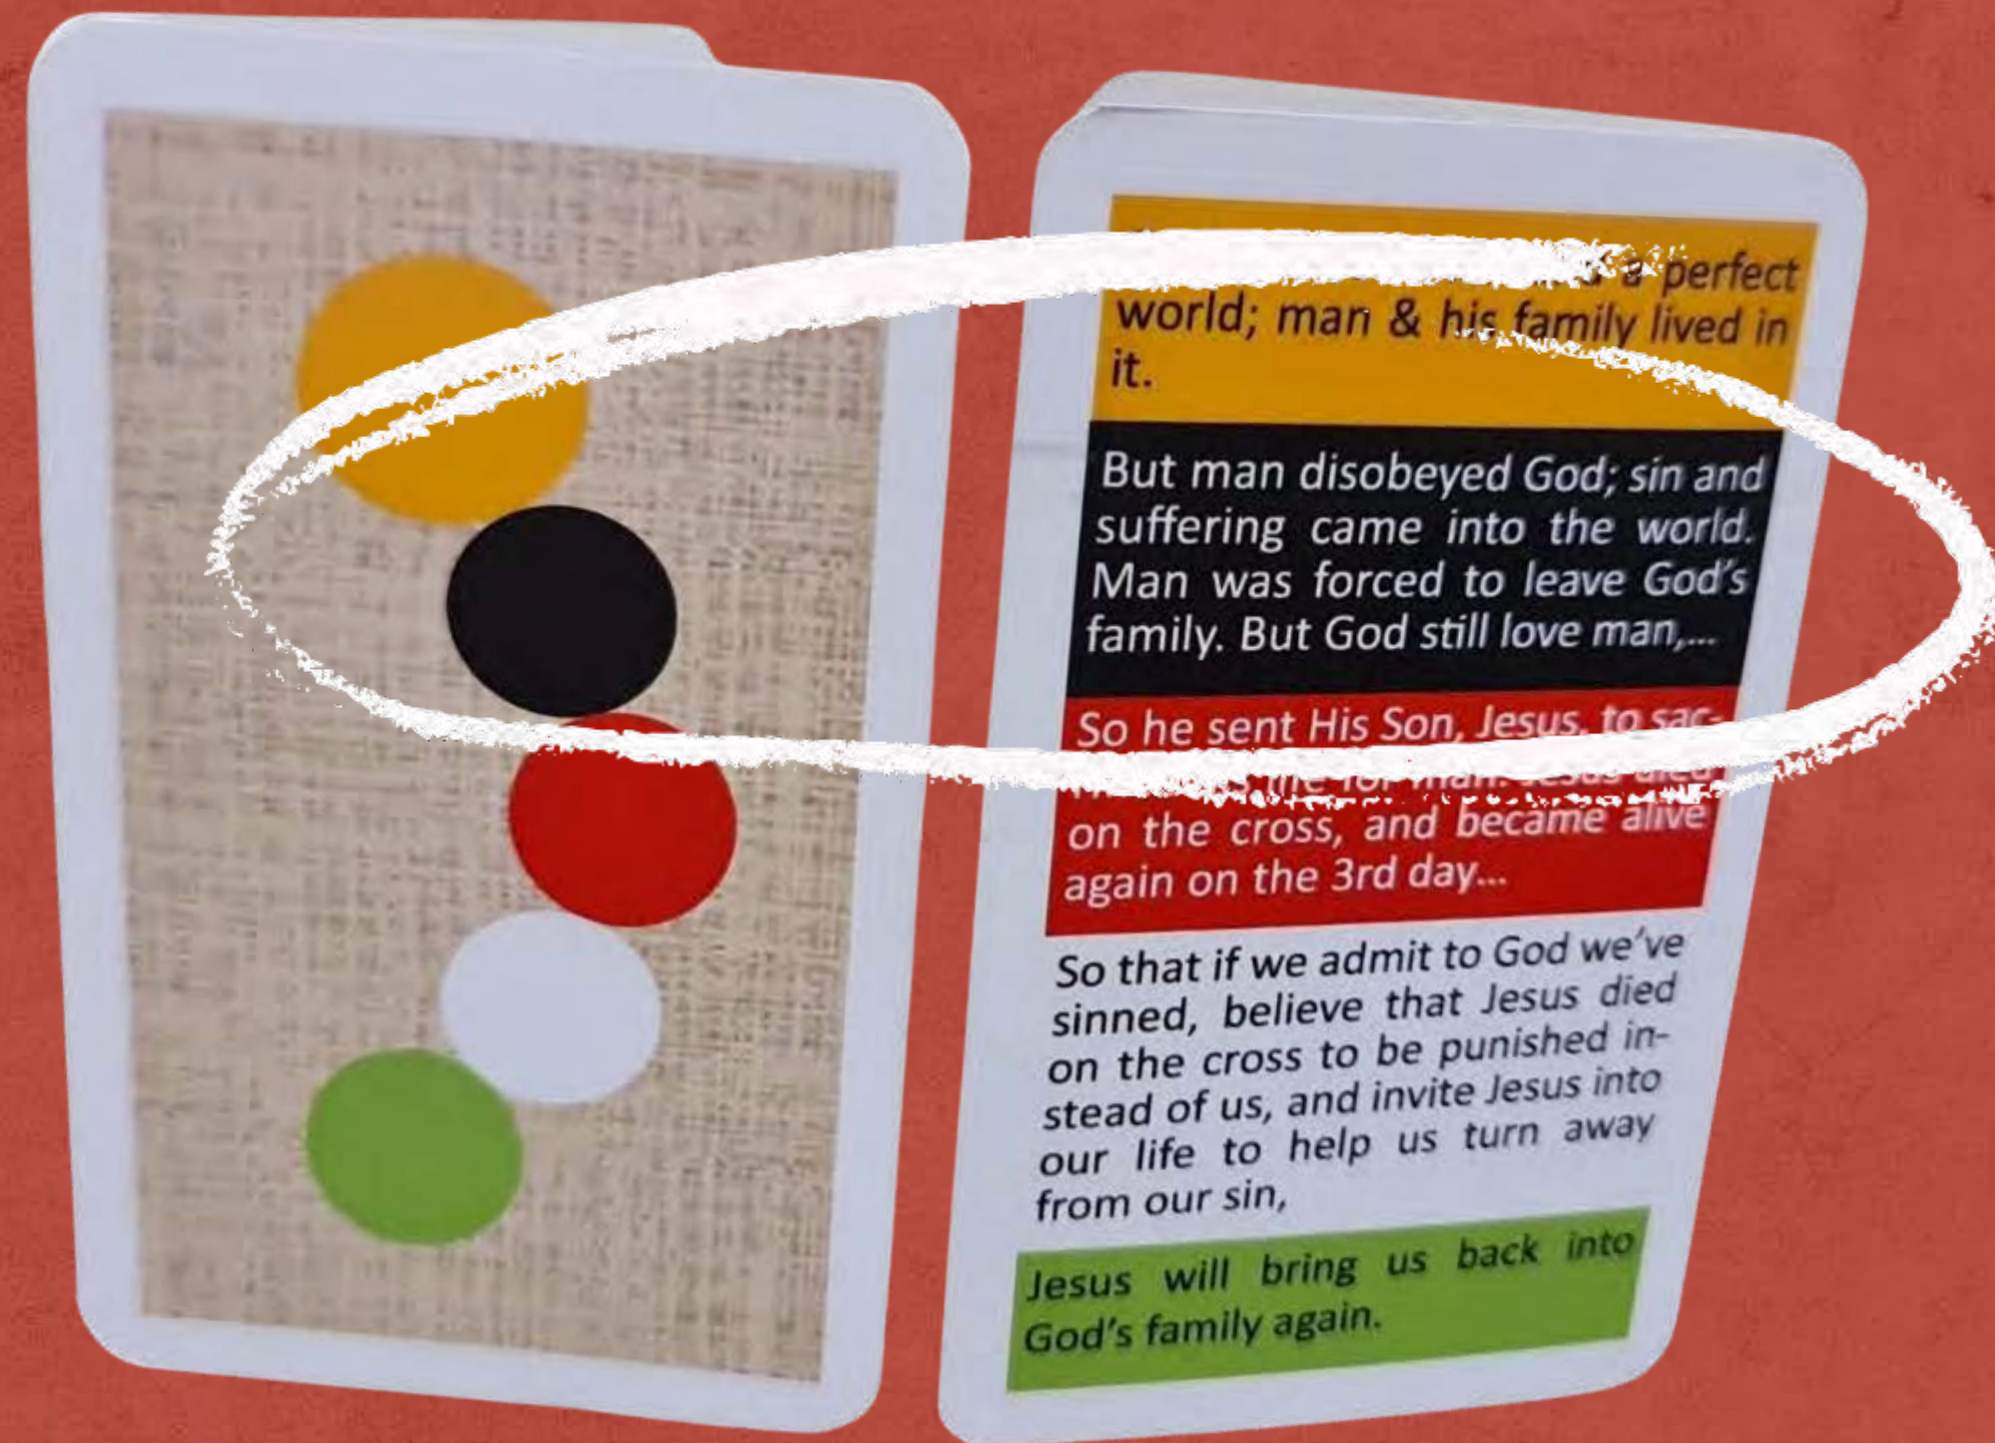 a perfect
world; man & his family lived in
it.
But man disobeyed God; sin and
suffering came into the world.
Man was forced to leave God's
family. But God still love man,...
So he sent His Son, Jesus, to sac-
life for man. Jesus died
on the cross, and became alive
again on the 3rd day...
So that if we admit to God we've
sinned, believe that Jesus died
on the cross to be punished in-
stead of us, and invite Jesus into
our life to help us turn away
from our sin,
Jesus will bring us back into
God's family again.